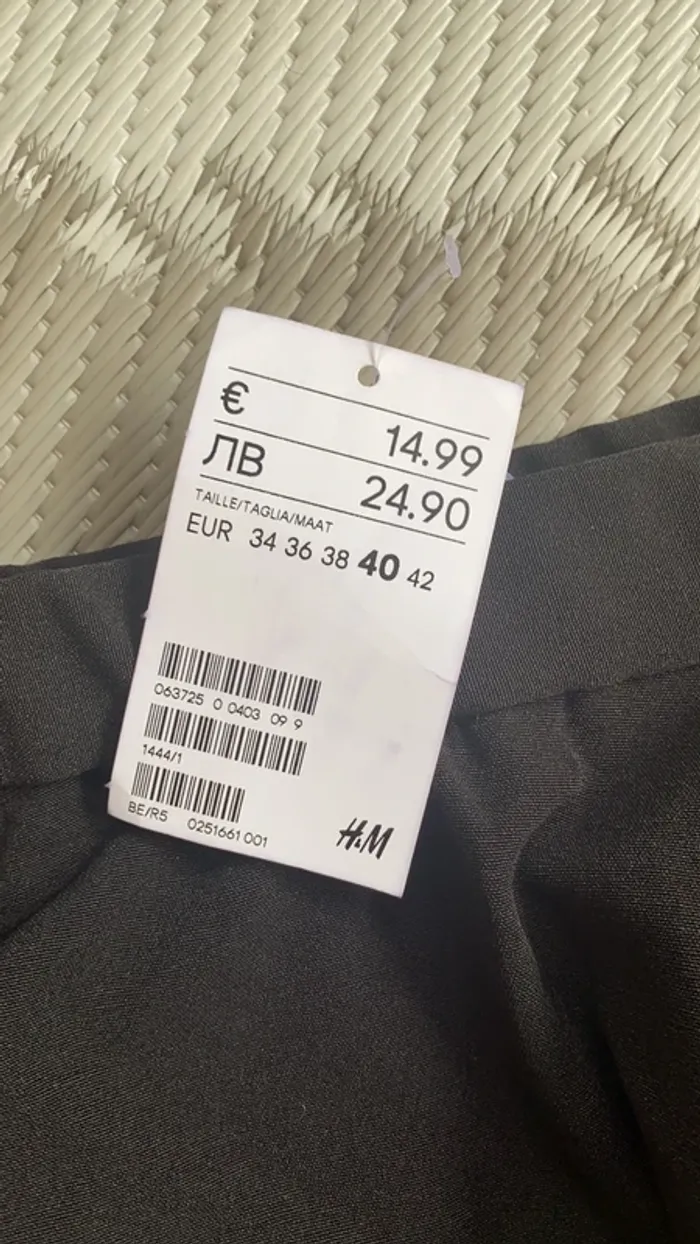 € 14.99
ЛВ 24.90
TAILLE/TAGLIA/MAAT
EUR 34 36 38 40 42
063725 0 0403 09 9
1444/1
BE/R5 0251661 001
H&M